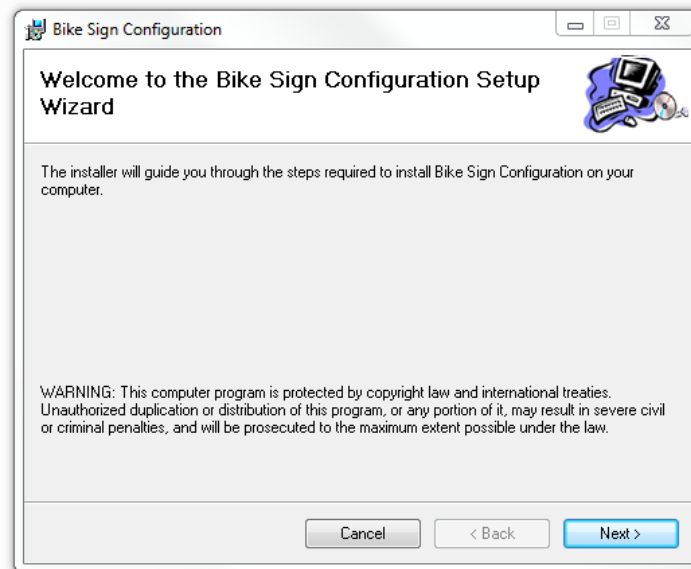 Bike Sign Configuration
Welcome to the Bike Sign Configuration Setup
Wizard
The installer will guide you through the steps required to install Bike Sign Configuration on your
computer.
WARNING: This computer program is protected by copyright law and international treaties.
Unauthorized duplication or distribution of this program, or any portion of it, may result in severe civil
or criminal penalties, and will be prosecuted to the maximum extent possible under the law.
Cancel
< Back
Next >